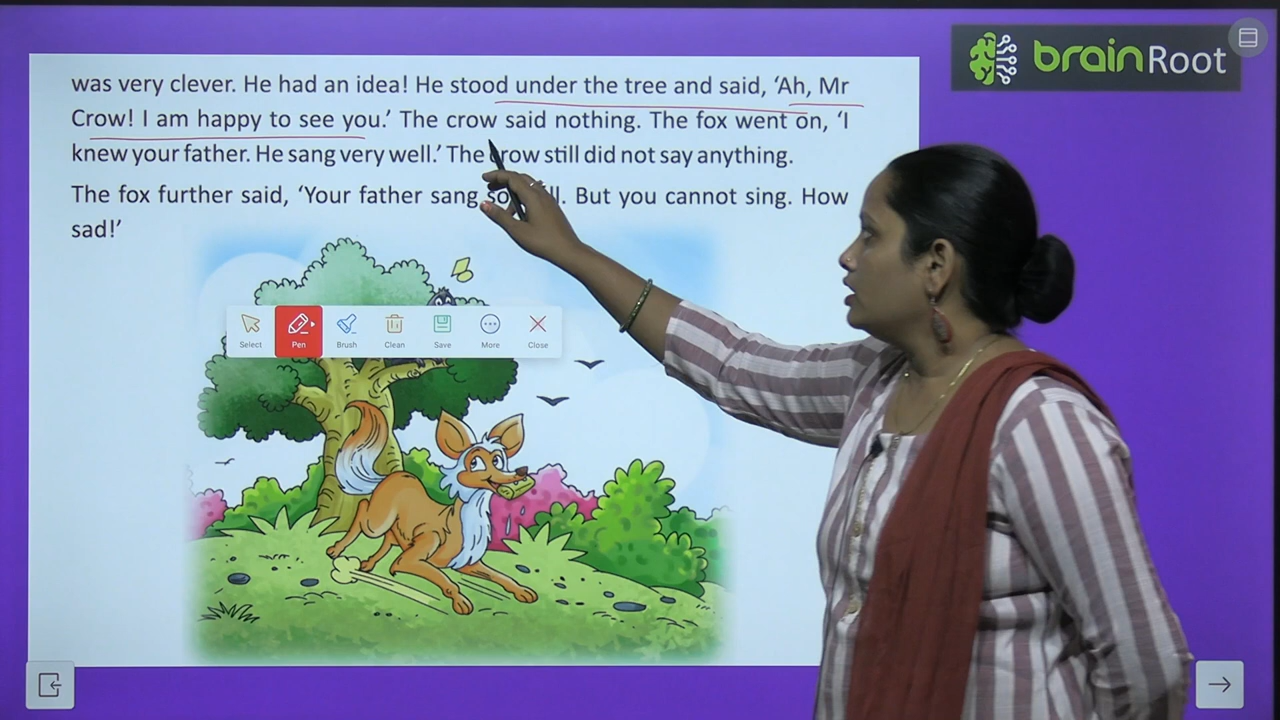 brainRoot
was very clever. He had an idea! He stood under the tree and said, ‘Ah, Mr
Crow! I am happy to see you.’ The crow said nothing. The fox went on, ‘I
knew your father. He sang very well.’ The crow still did not say anything.
The fox further said, ‘Your father sang so . But you cannot sing. How
sad!’
Select Pen Brush Clean Save More Close